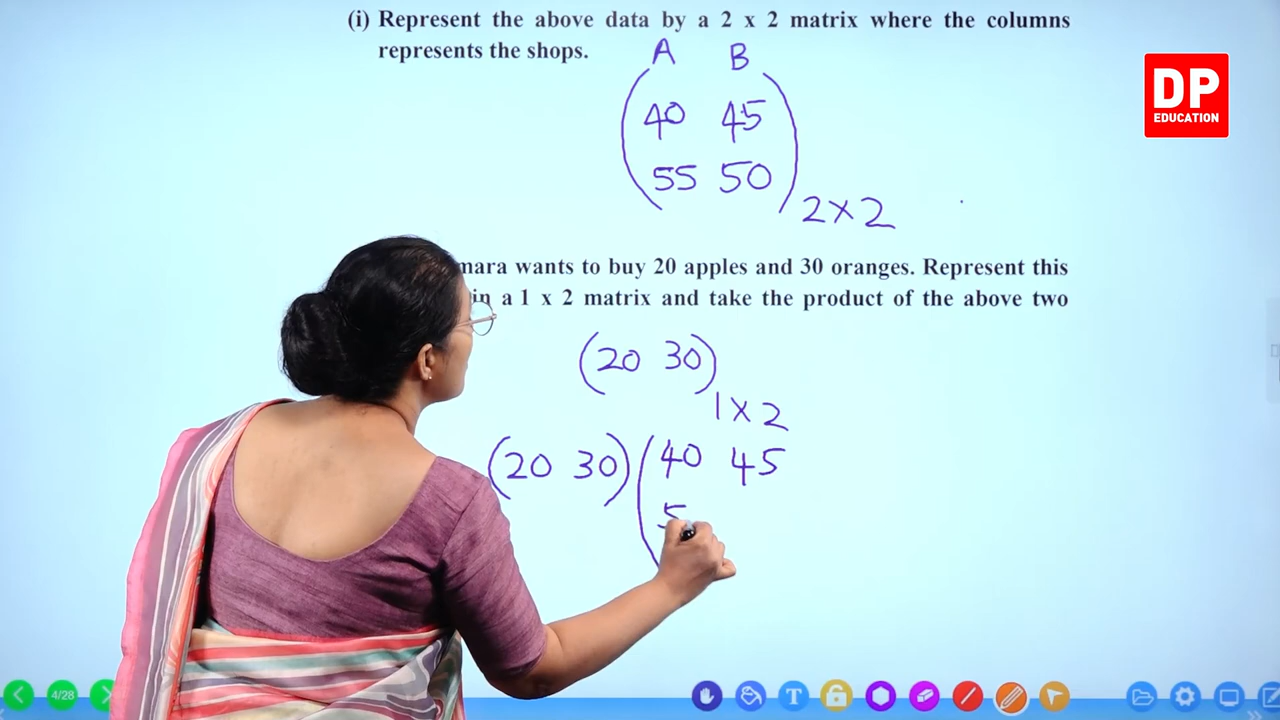 (i) Represent the above data by a 2 x 2 matrix where the columns
represents the shops.
A B
40 45
55 50
2×2
DP
EDUCATION
wants to buy 20 apples and 30 oranges. Represent this
in a 1 x 2 matrix and take the product of the above two
(20 30)
1×2
(20 30) (40 45
5
4/28
T